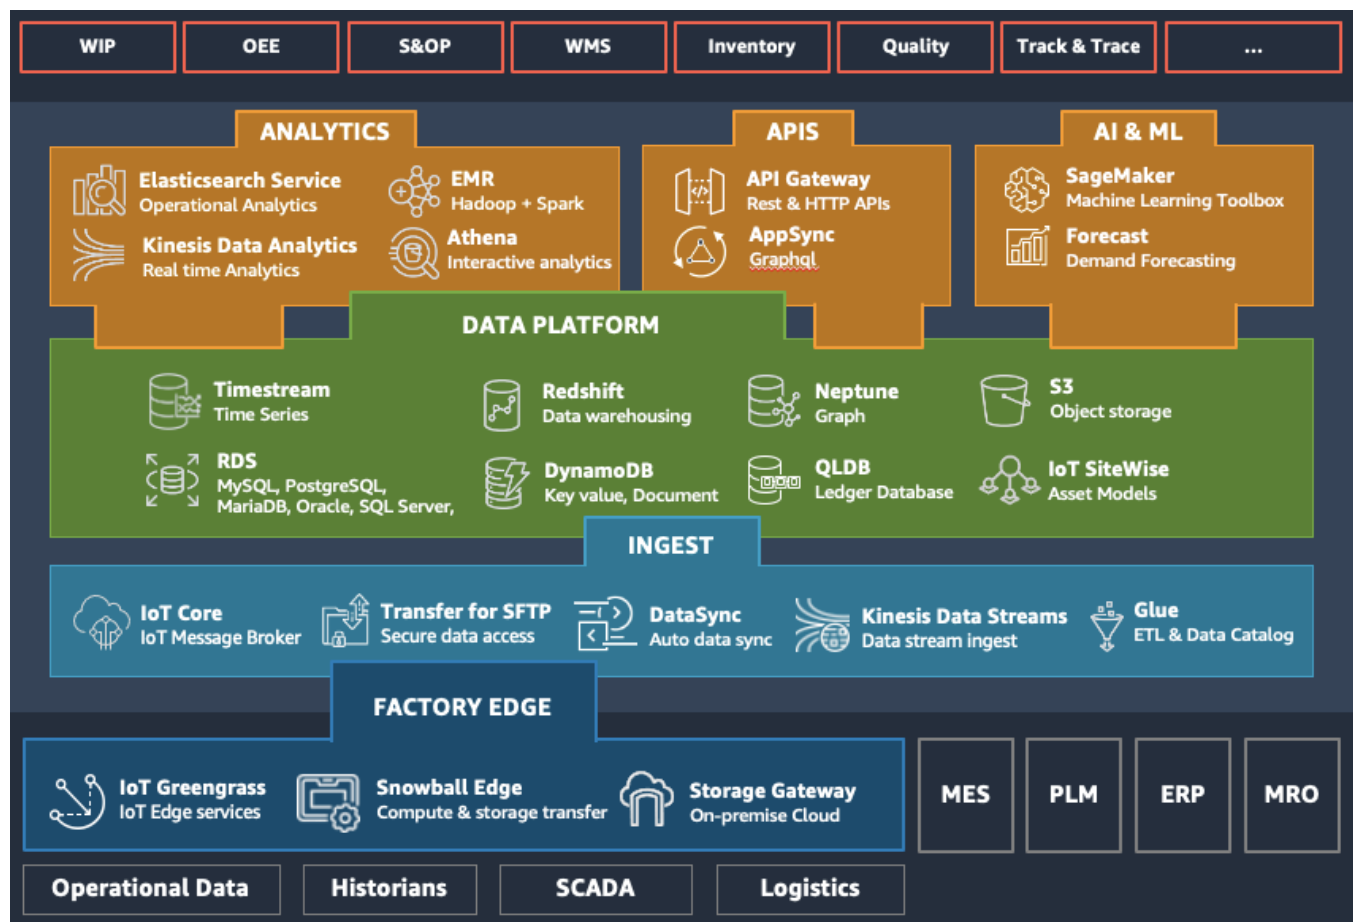 WIP
OEE
S&OP
WMS
Inventory
Quality
Track & Trace
...
ANALYTICS
Elasticsearch Service
Operational Analytics
EMR
Hadoop + Spark
Kinesis Data Analytics
Real time Analytics
Athena
Interactive analytics
APIS
API Gateway
Rest & HTTP APIs
AppSync
Graphql
AI & ML
SageMaker
Machine Learning Toolbox
Forecast
Demand Forecasting
DATA PLATFORM
Timestream
Time Series
Redshift
Data warehousing
Neptune
Graph
S3
Object storage
RDS
MySQL, PostgreSQL,
MariaDB, Oracle, SQL Server,
DynamoDB
Key value, Document
QLDB
Ledger Database
IoT SiteWise
Asset Models
INGEST
IoT Core
IoT Message Broker
Transfer for SFTP
Secure data access
DataSync
Auto data sync
Kinesis Data Streams
Data stream ingest
Glue
ETL & Data Catalog
FACTORY EDGE
IoT Greengrass
IoT Edge services
Snowball Edge
Compute & storage transfer
Storage Gateway
On-premise Cloud
MES
PLM
ERP
MRO
Operational Data
Historians
SCADA
Logistics